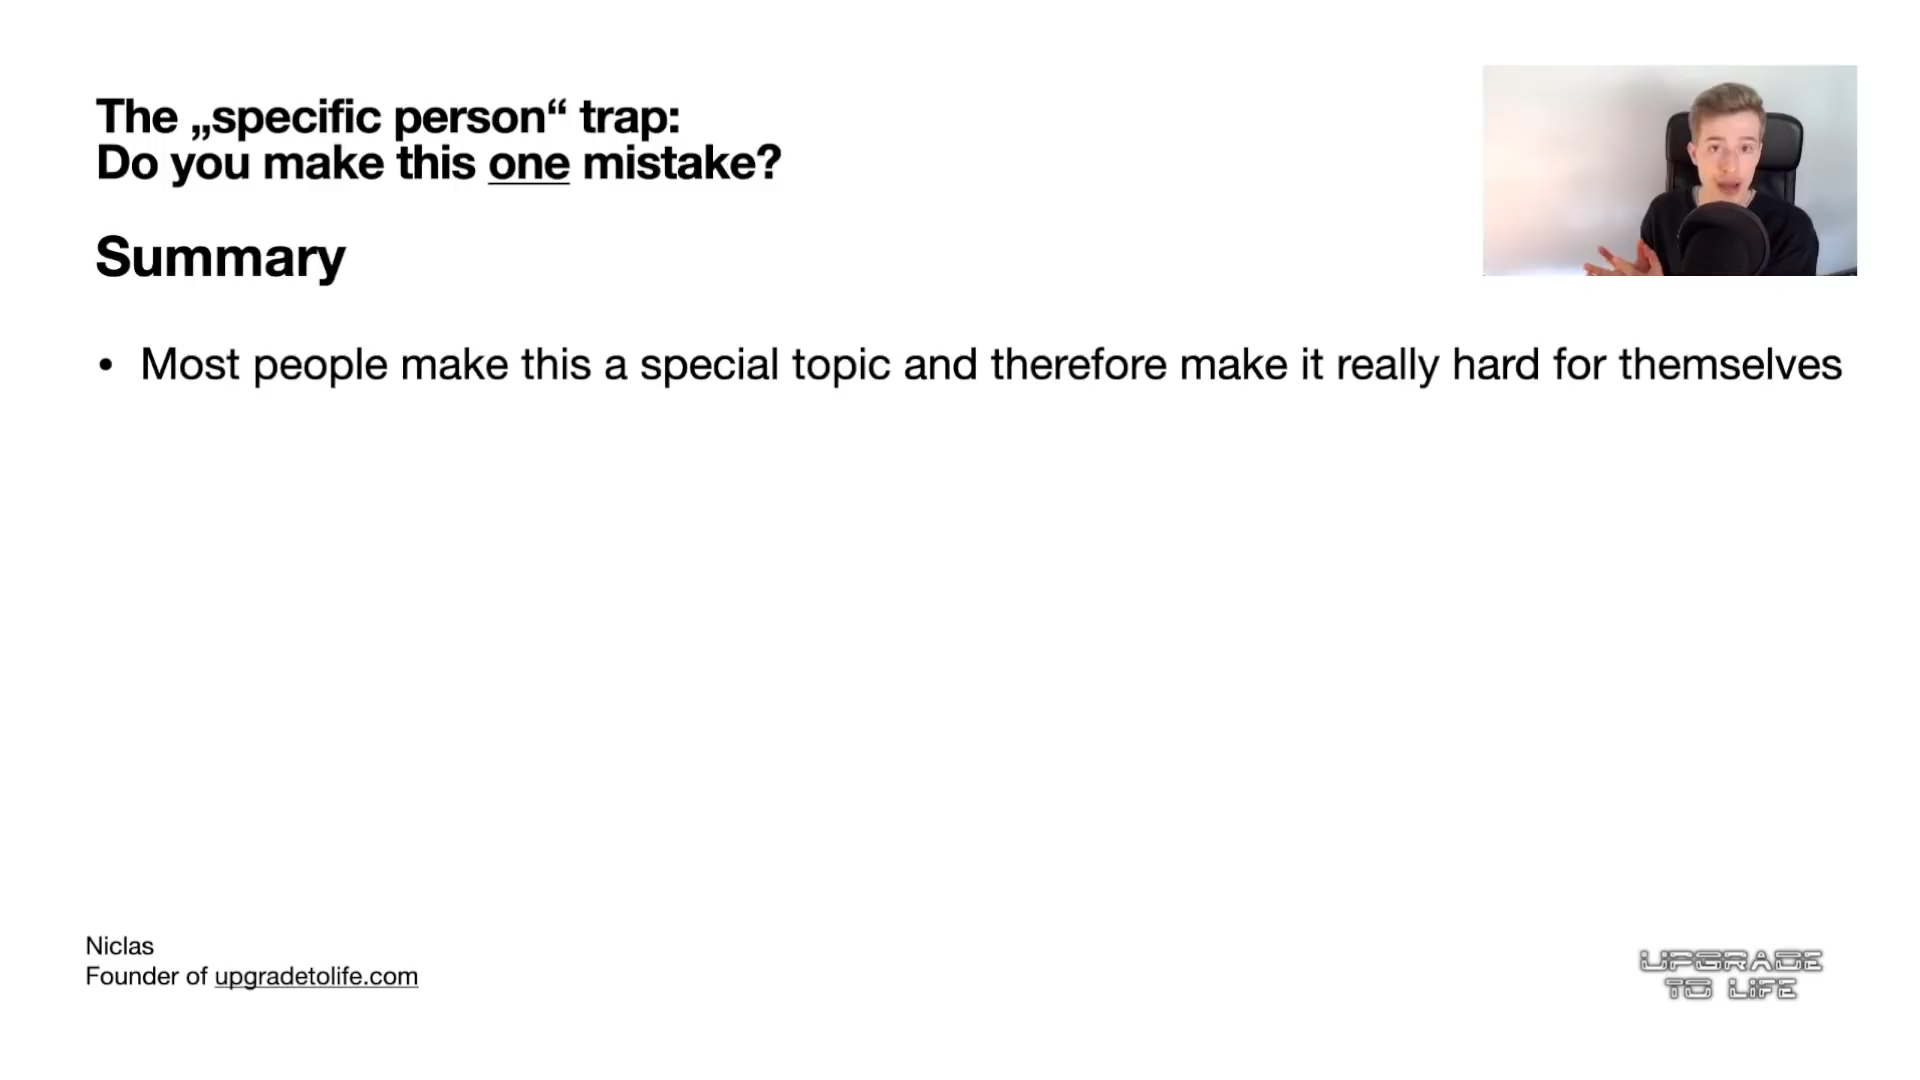 The „specific person“ trap:
Do you make this one mistake?
Summary
• Most people make this a special topic and therefore make it really hard for themselves
Niclas
Founder of upgradetolife.com
UPGRADE
TO LIFE